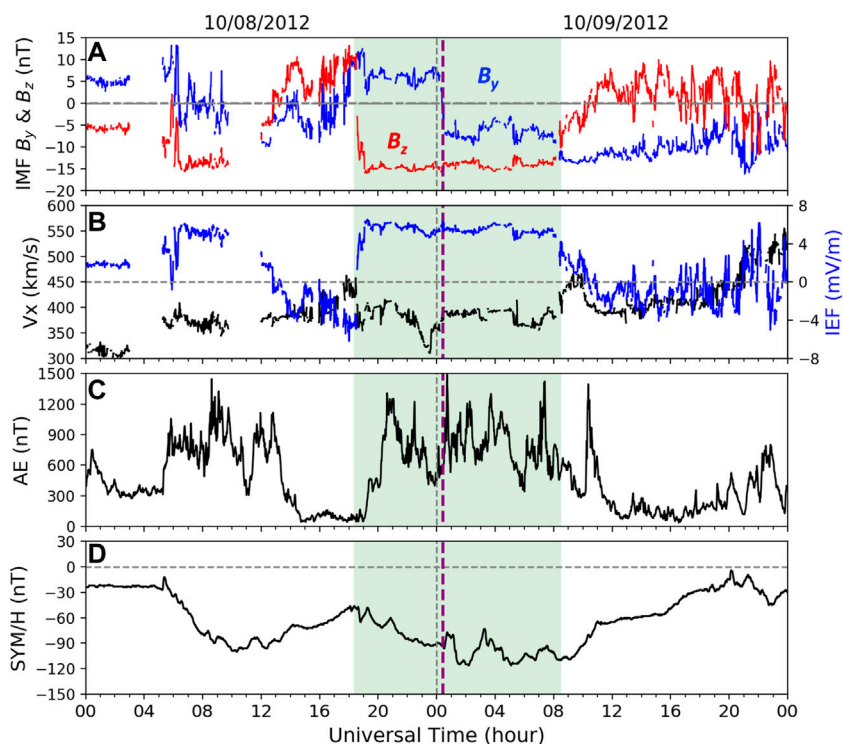 10/08/2012 10/09/2012
A
IMF By & Bz (nT)
15
10
5
0
−5
−10
−15
−20
By
Bz
B
Vx (km/s)
600
550
500
450
400
350
300
8
4
0
−4
−8
IEF (mV/m)
C
AE (nT)
1500
1200
900
600
300
0
D
SYM/H (nT)
30
0
−30
−60
−90
−120
−150
00 04 08 12 16 20 00 04 08 12 16 20 00
Universal Time (hour)